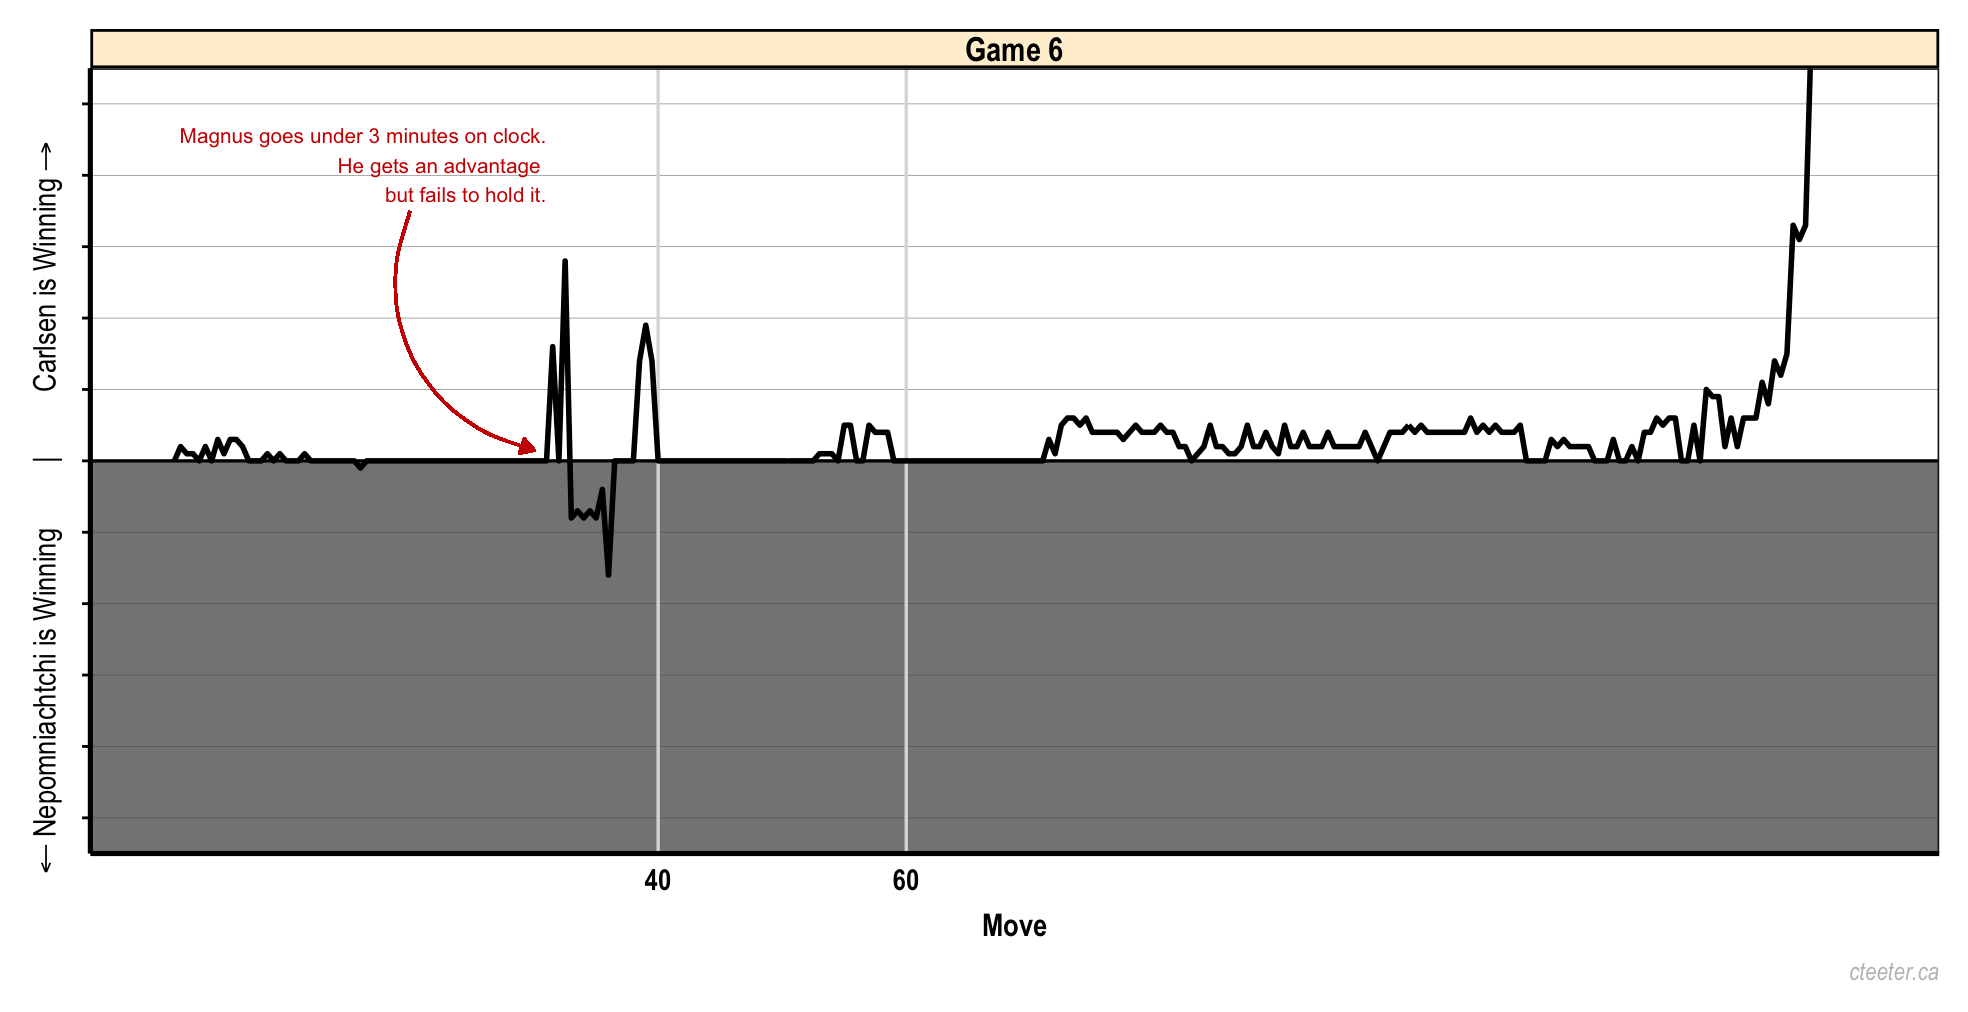 Game 6
Magnus goes under 3 minutes on clock.
He gets an advantage
but fails to hold it.
← Nepomniachtchi is Winning | Carlsen is Winning →
40 60
Move
cteeter.ca